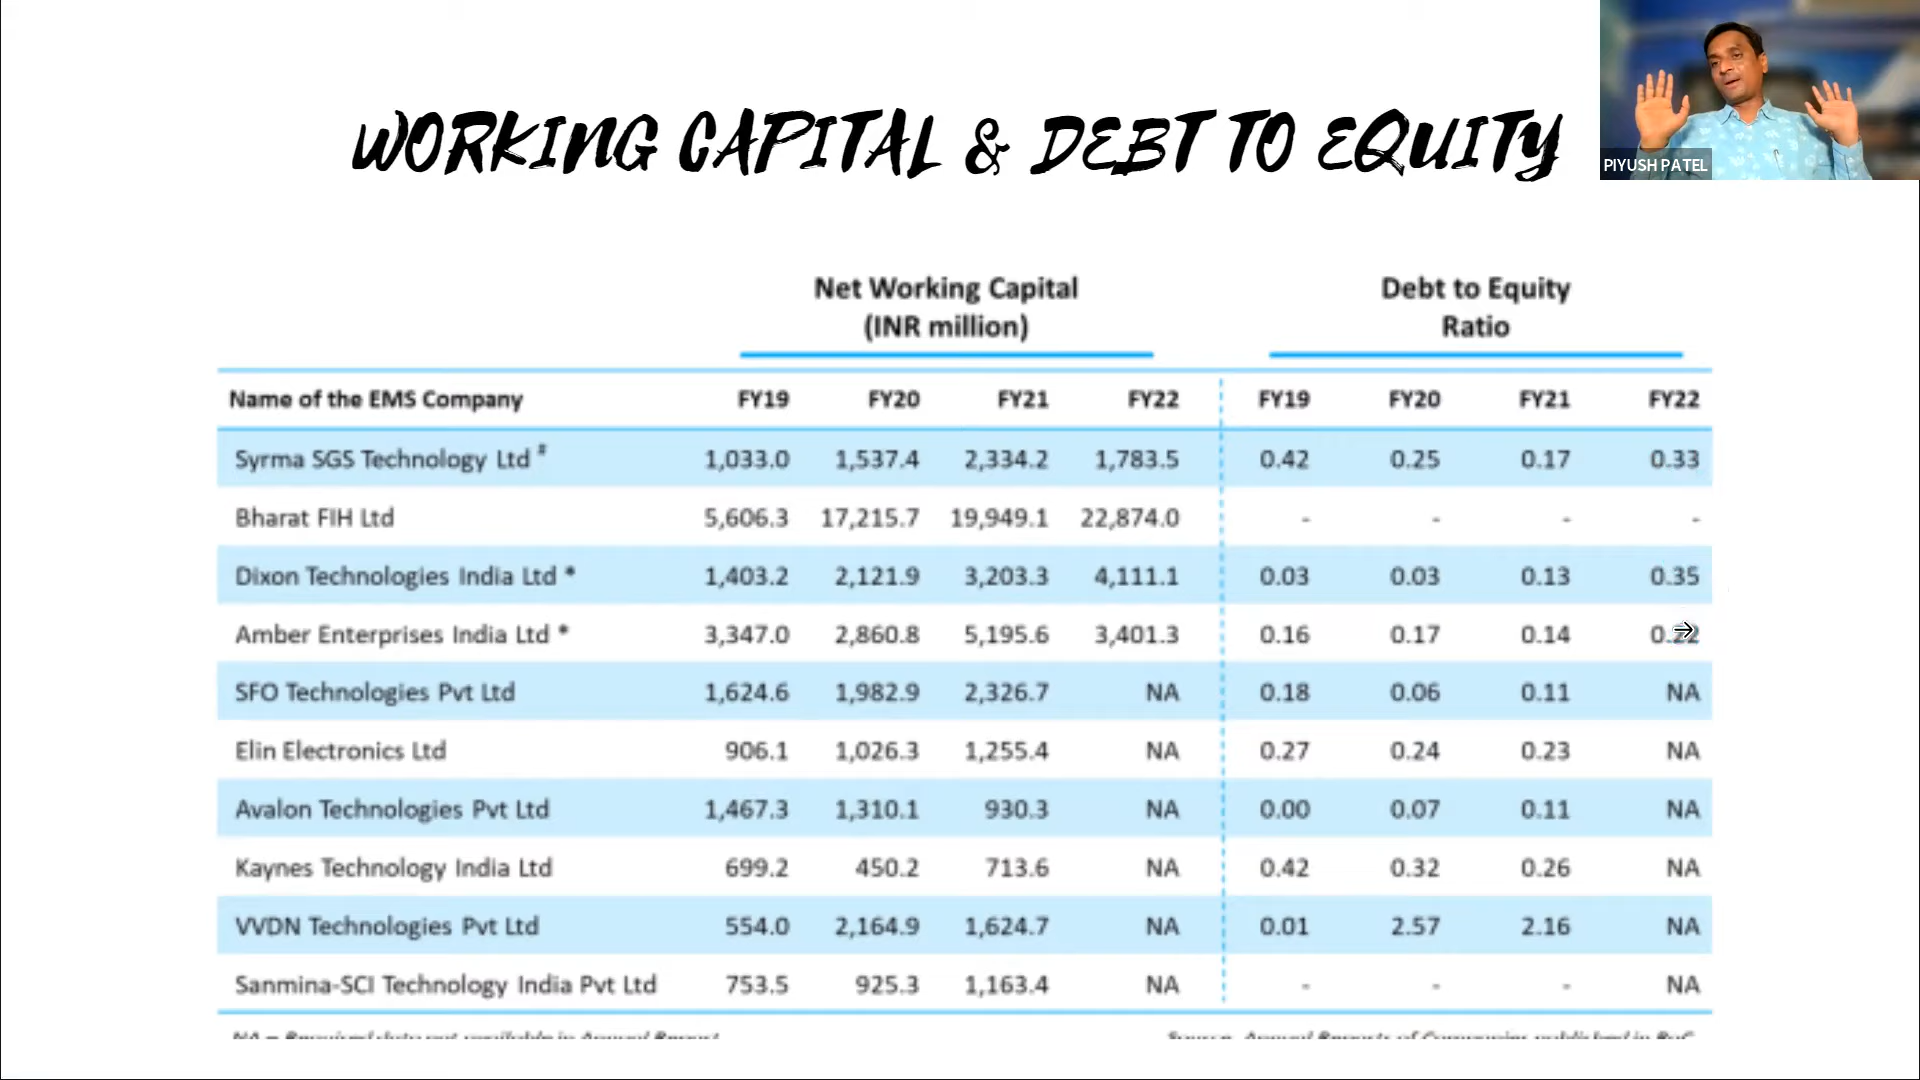 WORKING CAPITAL & DEBT TO EQUITY
PIYUSH PATEL
Net Working Capital (INR million) Debt to Equity Ratio
Name of the EMS Company FY19 FY20 FY21 FY22 FY19 FY20 FY21 FY22
Syrma SGS Technology Ltd # 1,033.0 1,537.4 2,334.2 1,783.5 0.42 0.25 0.17 0.33
Bharat FIH Ltd 5,606.3 17,215.7 19,949.1 22,874.0 - - - -
Dixon Technologies India Ltd * 1,403.2 2,121.9 3,203.3 4,111.1 0.03 0.03 0.13 0.35
Amber Enterprises India Ltd * 3,347.0 2,860.8 5,195.6 3,401.3 0.16 0.17 0.14
SFO Technologies Pvt Ltd 1,624.6 1,982.9 2,326.7 NA 0.18 0.06 0.11 NA
Elin Electronics Ltd 906.1 1,026.3 1,255.4 NA 0.27 0.24 0.23 NA
Avalon Technologies Pvt Ltd 1,467.3 1,310.1 930.3 NA 0.00 0.07 0.11 NA
Kaynes Technology India Ltd 699.2 450.2 713.6 NA 0.42 0.32 0.26 NA
VVDN Technologies Pvt Ltd 554.0 2,164.9 1,624.7 NA 0.01 2.57 2.16 NA
Sanmina-SCI Technology India Pvt Ltd 753.5 925.3 1,163.4 NA - - - NA